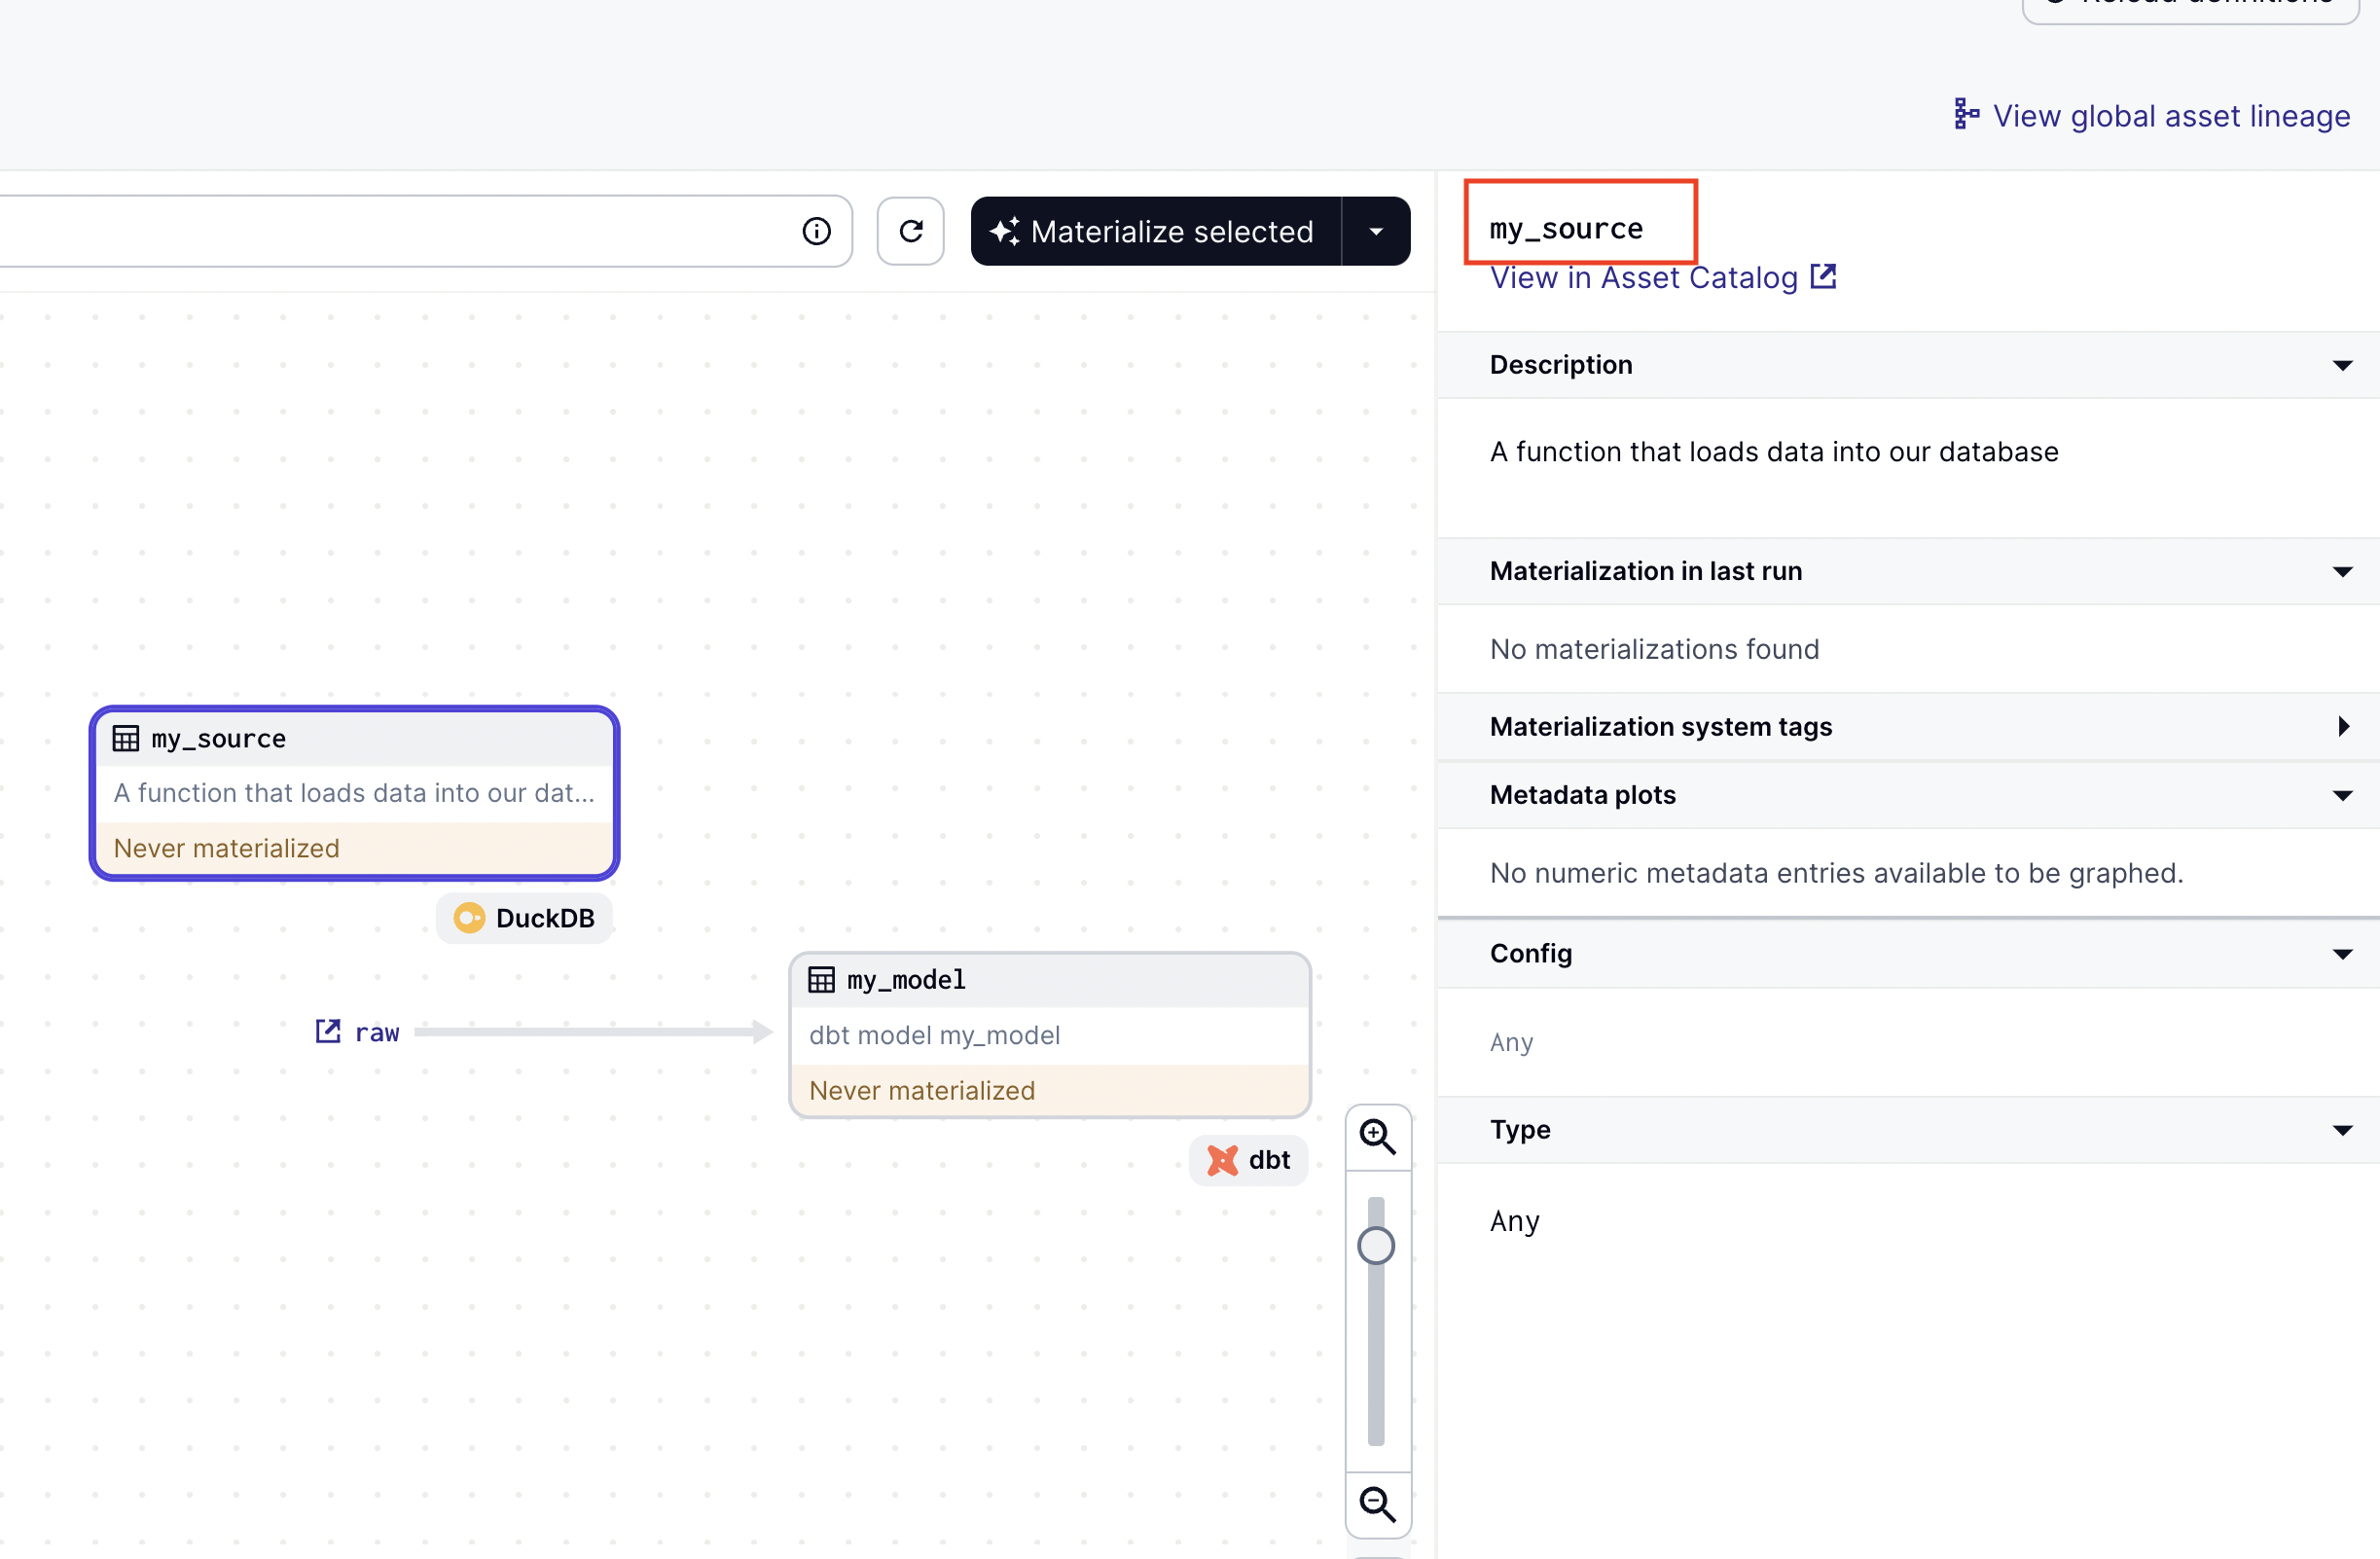 Reload definitions
View global asset lineage
Materialize selected
my_source
View in Asset Catalog
Description
A function that loads data into our database
Materialization in last run
No materializations found
Materialization system tags
Metadata plots
No numeric metadata entries available to be graphed.
Config
Any
Type
Any
my_source
A function that loads data into our dat...
Never materialized
DuckDB
raw
my_model
dbt model my_model
Never materialized
dbt